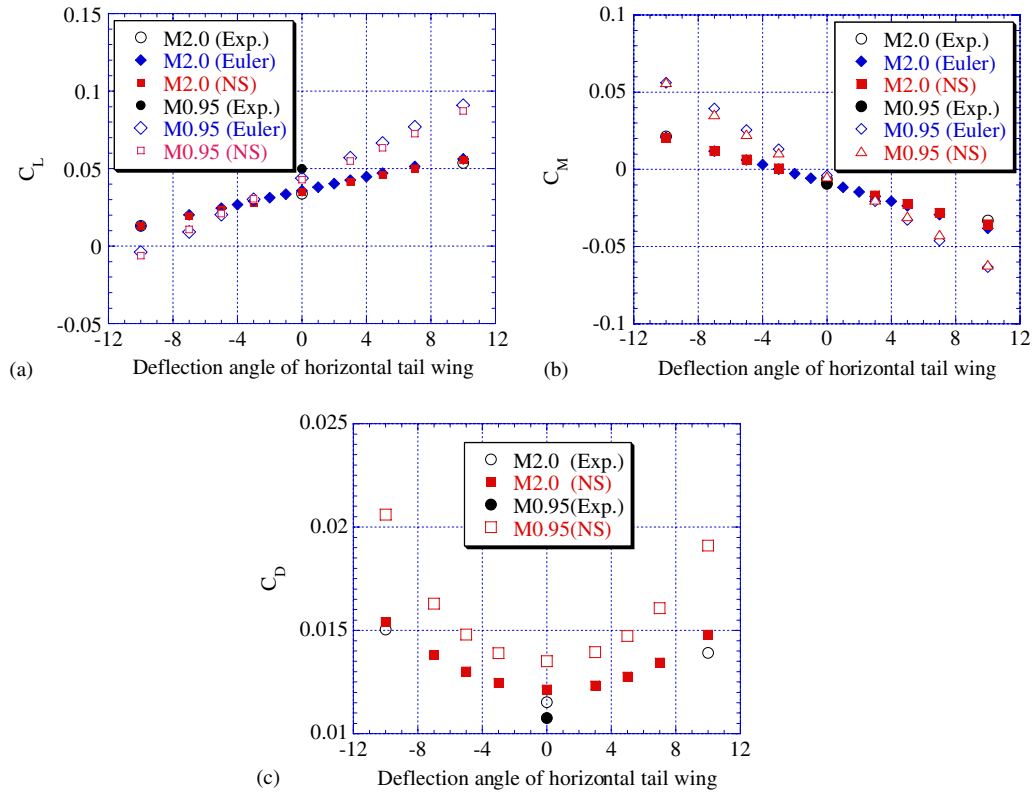 0.15
0.1
0.05
0
-0.05
C_L
M2.0 (Exp.)
M2.0 (Euler)
M2.0 (NS)
M0.95 (Exp.)
M0.95 (Euler)
M0.95 (NS)
-12 -8 -4 0 4 8 12
(a) Deflection angle of horizontal tail wing
0.1
0.05
0
-0.05
-0.1
C_M
M2.0 (Exp.)
M2.0 (Euler)
M2.0 (NS)
M0.95 (Exp.)
M0.95 (Euler)
M0.95 (NS)
-12 -8 -4 0 4 8 12
(b) Deflection angle of horizontal tail wing
0.025
0.02
0.015
0.01
C_D
M2.0 (Exp.)
M2.0 (NS)
M0.95(Exp.)
M0.95(NS)
-12 -8 -4 0 4 8 12
(c) Deflection angle of horizontal tail wing